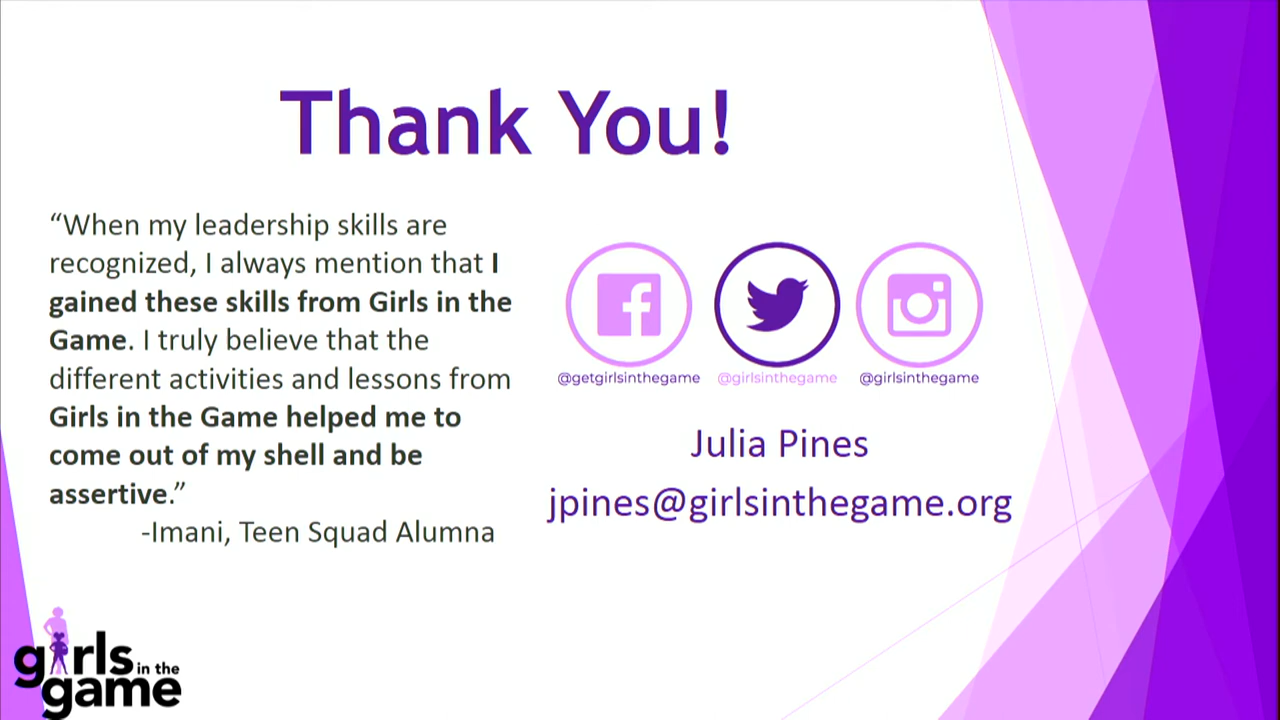 Thank You!
“When my leadership skills are
recognized, I always mention that I
gained these skills from Girls in the
Game. I truly believe that the
different activities and lessons from
Girls in the Game helped me to
come out of my shell and be
assertive.”
-Imani, Teen Squad Alumna
@getgirlsinthegame @girlsinthegame @girlsinthegame
Julia Pines
jpines@girlsinthegame.org
girls in the
game